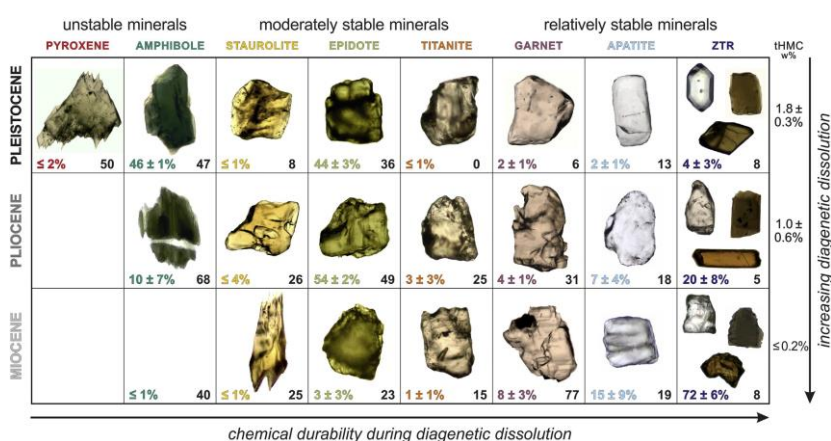 unstable minerals moderately stable minerals relatively stable minerals
PYROXENE AMPHIBOLE STAUROLITE EPIDOTE TITANITE GARNET APATITE ZTR tHMC
w%
PLEISTOCENE
≤ 2% 50 46 ± 1% 47 ≤ 1% 8 44 ± 3% 36 ≤ 1% 0 2 ± 1% 6 2 ± 1% 13 4 ± 3% 8
1.8 ±
0.3%
PLIOCENE
10 ± 7% 68 ≤ 4% 26 54 ± 2% 49 3 ± 3% 25 4 ± 1% 31 7 ± 4% 18 20 ± 8% 5
1.0 ±
0.6%
MIOCENE
≤ 1% 40 ≤ 1% 25 3 ± 3% 23 1 ± 1% 15 8 ± 3% 77 15 ± 9% 19 72 ± 6% 8
≤ 0.2%
increasing diagenetic dissolution
chemical durability during diagenetic dissolution